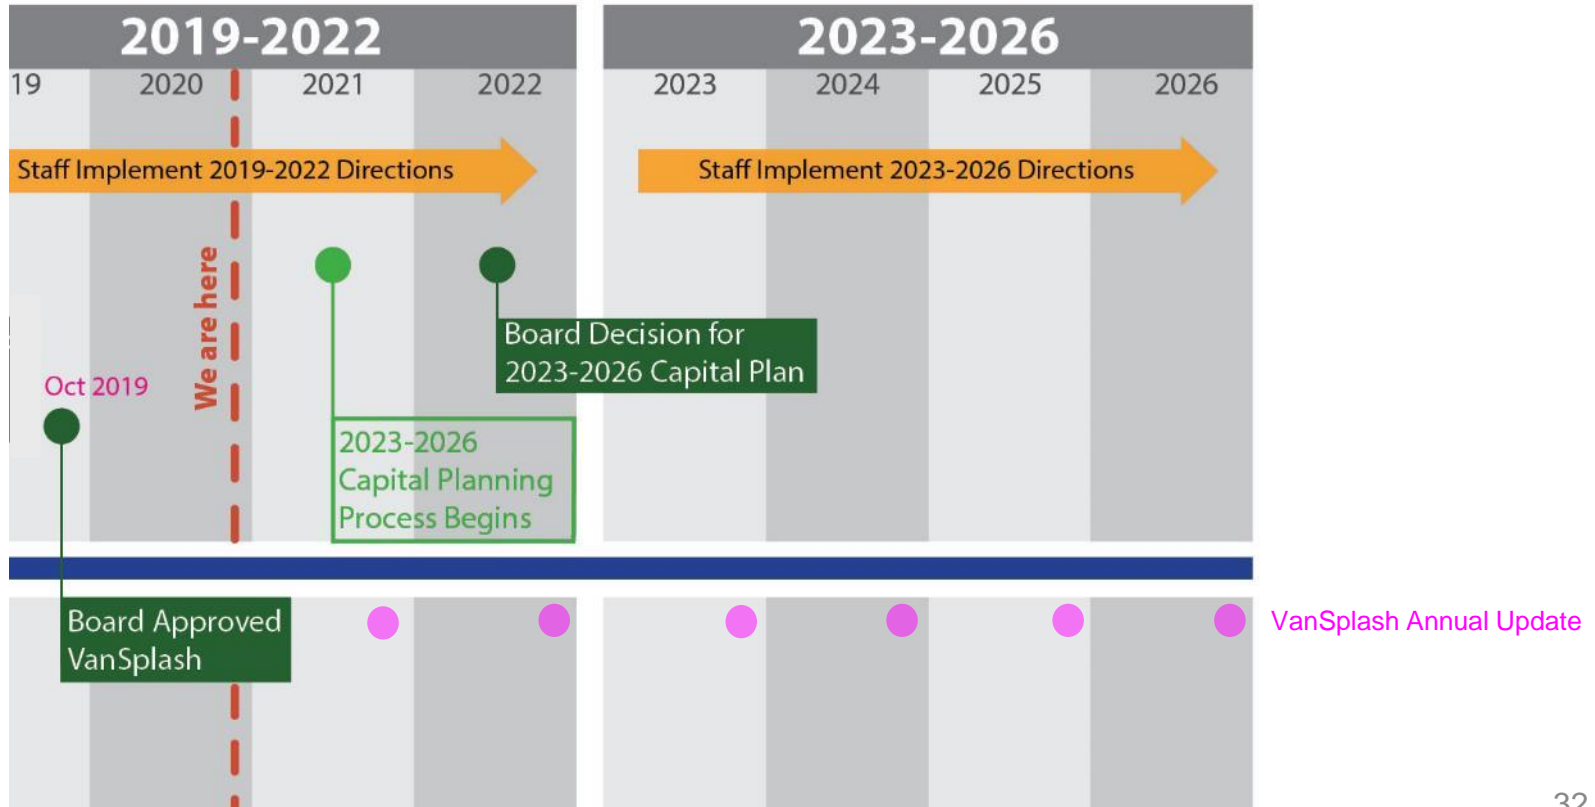 2019-2022
2023-2026
19
2020
2021
2022
2023
2024
2025
2026
Staff Implement 2019-2022 Directions
Staff Implement 2023-2026 Directions
We are here
Board Decision for
2023-2026 Capital Plan
Oct 2019
2023-2026
Capital Planning
Process Begins
Board Approved
VanSplash
VanSplash Annual Update
32